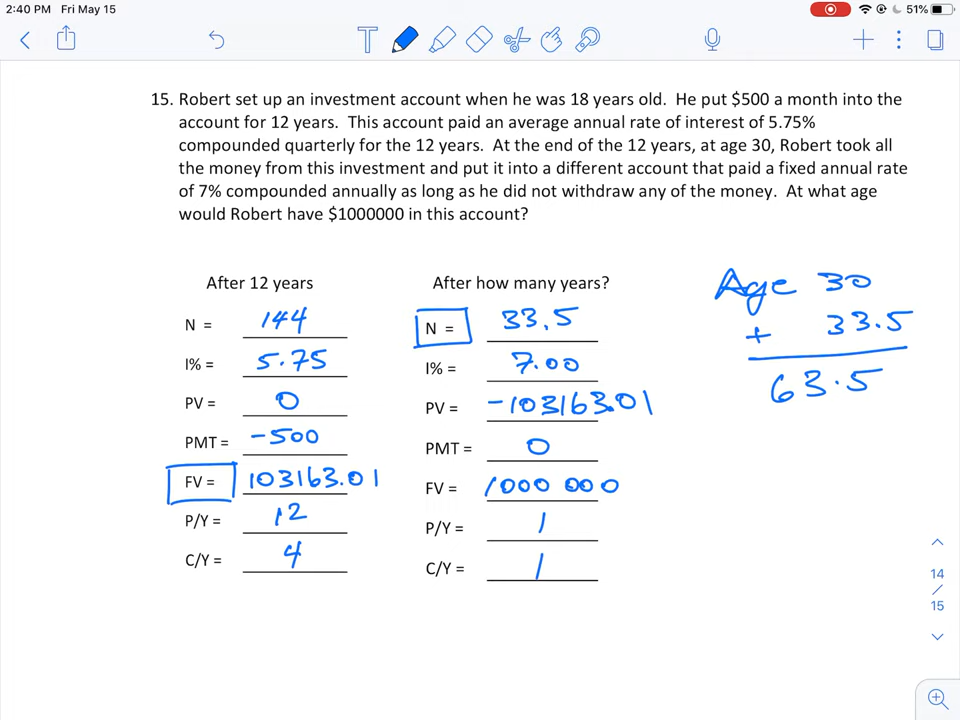 2:40 PM Fri May 15
51%
15. Robert set up an investment account when he was 18 years old. He put $500 a month into the
account for 12 years. This account paid an average annual rate of interest of 5.75%
compounded quarterly for the 12 years. At the end of the 12 years, at age 30, Robert took all
the money from this investment and put it into a different account that paid a fixed annual rate
of 7% compounded annually as long as he did not withdraw any of the money. At what age
would Robert have $1000000 in this account?
After 12 years
N = 144
I% = 5.75
PV = 0
PMT = -500
FV = 103163.01
P/Y = 12
C/Y = 4
After how many years?
N = 33.5
I% = 7.00
PV = -103163.01
PMT = 0
FV = 1000 000
P/Y = 1
C/Y = 1
Age 30
+ 33.5
63.5
14
/
15